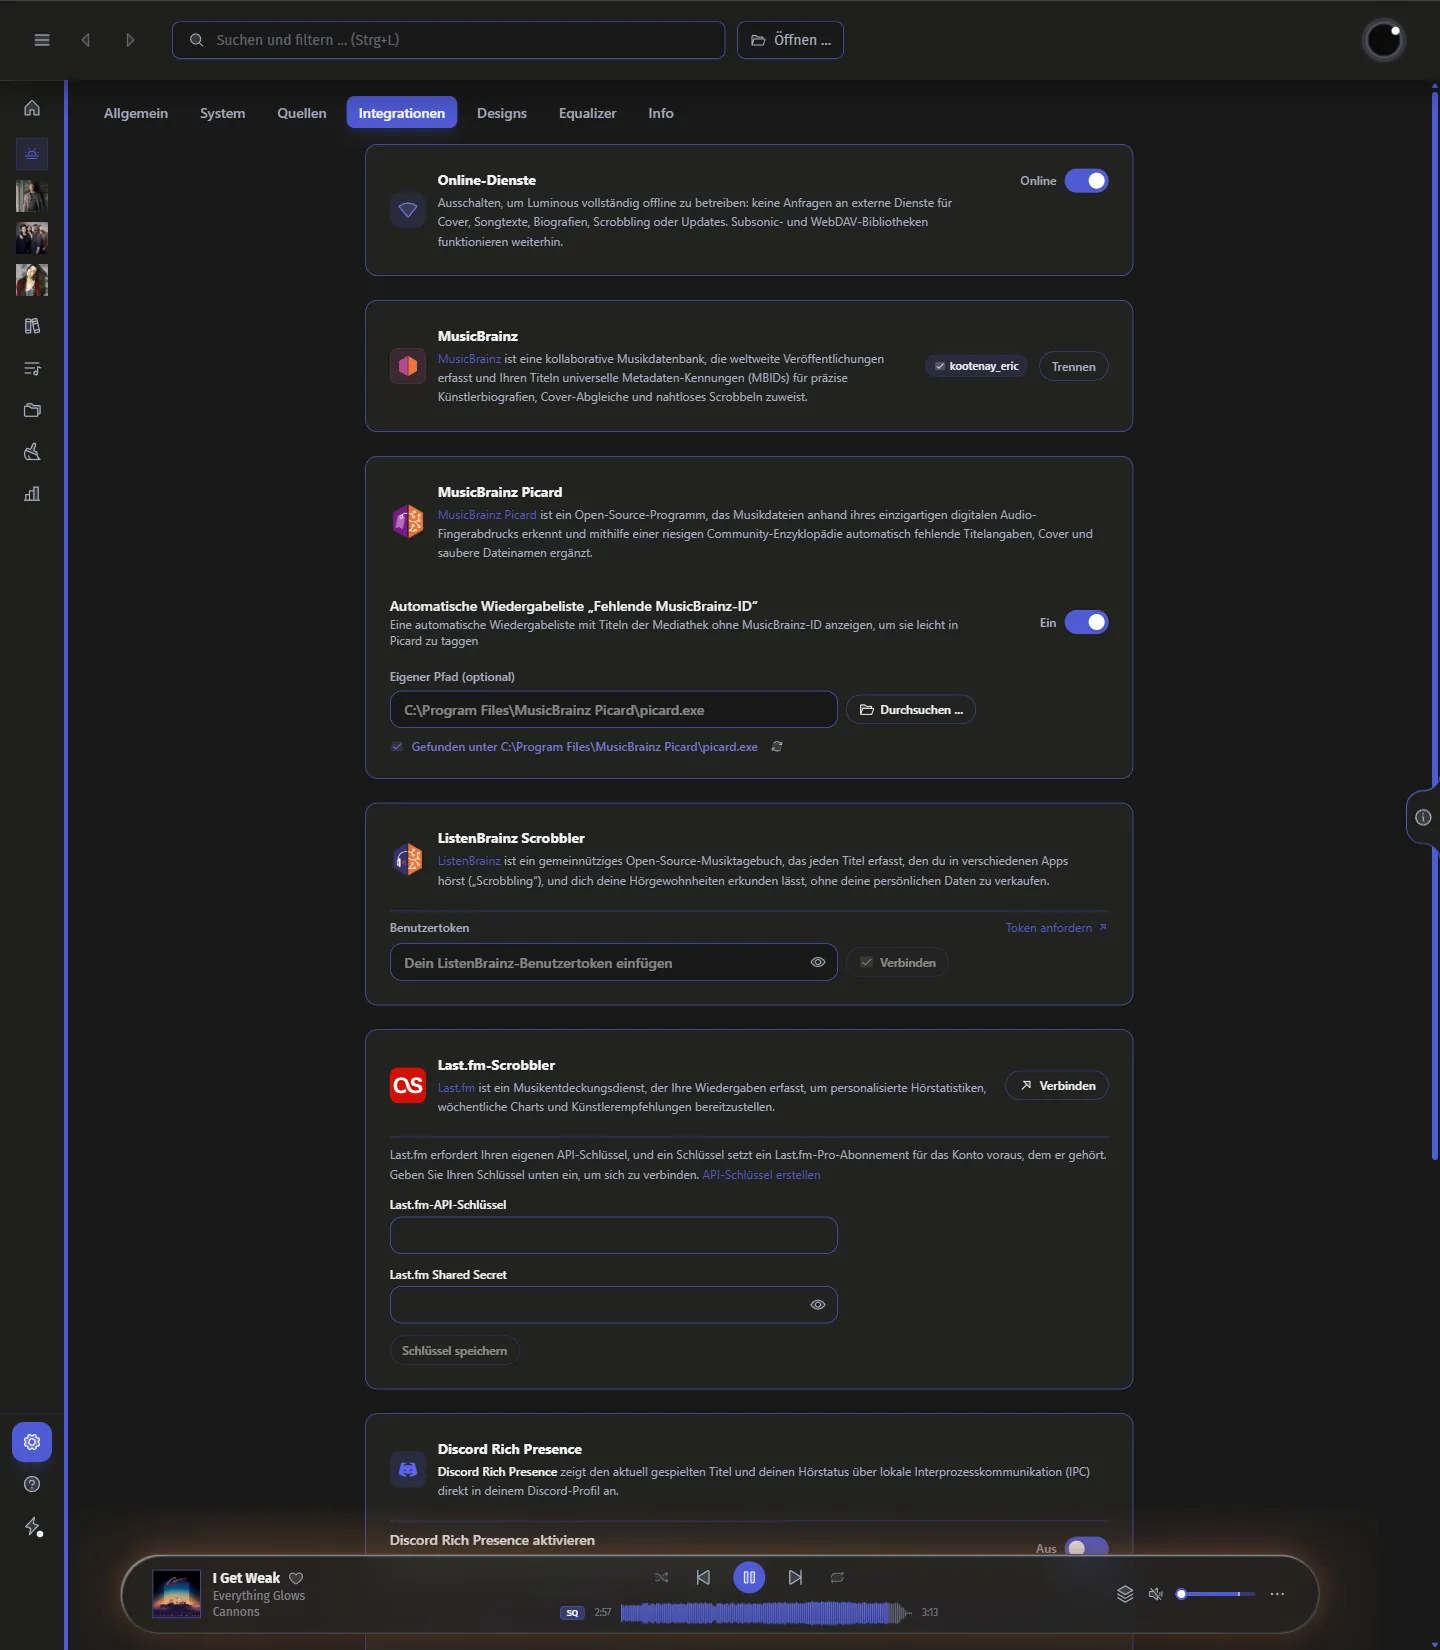 Suchen und filtern ... (Strg+L)
Öffnen ...
Allgemein
System
Quellen
Integrationen
Designs
Equalizer
Info
Online-Dienste
Online
Ausschalten, um Luminous vollständig offline zu betreiben: keine Anfragen an externe Dienste für
Cover, Songtexte, Biografien, Scrobbling oder Updates. Subsonic- und WebDAV-Bibliotheken
funktionieren weiterhin.
MusicBrainz
MusicBrainz ist eine kollaborative Musikdatenbank, die weltweite Veröffentlichungen
erfasst und Ihren Titeln universelle Metadaten-Kennungen (MBIDs) für präzise
Künstlerbiografien, Cover-Abgleiche und nahtloses Scrobbeln zuweist.
kootenay_eric
Trennen
MusicBrainz Picard
MusicBrainz Picard ist ein Open-Source-Programm, das Musikdateien anhand ihres einzigartigen digitalen Audio-
Fingerabdrucks erkennt und mithilfe einer riesigen Community-Enzyklopädie automatisch fehlende Titelangaben, Cover und
saubere Dateinamen ergänzt.
Automatische Wiedergabeliste „Fehlende MusicBrainz-ID“
Eine automatische Wiedergabeliste mit Titeln der Mediathek ohne MusicBrainz-ID anzeigen, um sie leicht in
Picard zu taggen
Ein
Eigener Pfad (optional)
C:\Program Files\MusicBrainz Picard\picard.exe
Durchsuchen ...
Gefunden unter C:\Program Files\MusicBrainz Picard\picard.exe
ListenBrainz Scrobbler
ListenBrainz ist ein gemeinnütziges Open-Source-Musiktagebuch, das jeden Titel erfasst, den du in verschiedenen Apps
hörst („Scrobbling“), und dich deine Hörgewohnheiten erkunden lässt, ohne deine persönlichen Daten zu verkaufen.
Benutzertoken
Token anfordern
Dein ListenBrainz-Benutzertoken einfügen
Verbinden
Last.fm-Scrobbler
Last.fm ist ein Musikentdeckungsdienst, der Ihre Wiedergaben erfasst, um personalisierte Hörstatistiken,
wöchentliche Charts und Künstlerempfehlungen bereitzustellen.
Verbinden
Last.fm erfordert Ihren eigenen API-Schlüssel, und ein Schlüssel setzt ein Last.fm-Pro-Abonnement für das Konto voraus, dem er gehört.
Geben Sie Ihren Schlüssel unten ein, um sich zu verbinden. API-Schlüssel erstellen
Last.fm-API-Schlüssel
Last.fm Shared Secret
Schlüssel speichern
Discord Rich Presence
Discord Rich Presence zeigt den aktuell gespielten Titel und deinen Hörstatus über lokale Interprozesskommunikation (IPC)
direkt in deinem Discord-Profil an.
Discord Rich Presence aktivieren
Aus
I Get Weak
Everything Glows
Cannons
SQ
2:57
3:13